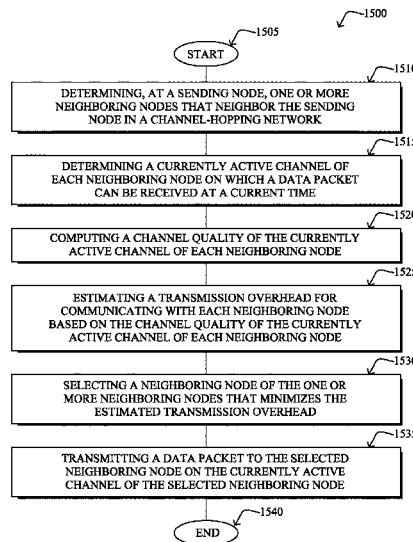 1500
1505
START
1510
DETERMINING, AT A SENDING NODE, ONE OR MORE
NEIGHBORING NODES THAT NEIGHBOR THE SENDING
NODE IN A CHANNEL-HOPPING NETWORK
1515
DETERMINING A CURRENTLY ACTIVE CHANNEL OF
EACH NEIGHBORING NODE ON WHICH A DATA PACKET
CAN BE RECEIVED AT A CURRENT TIME
1520
COMPUTING A CHANNEL QUALITY OF THE CURRENTLY
ACTIVE CHANNEL OF EACH NEIGHBORING NODE
1525
ESTIMATING A TRANSMISSION OVERHEAD FOR
COMMUNICATING WITH EACH NEIGHBORING NODE
BASED ON THE CHANNEL QUALITY OF THE CURRENTLY
ACTIVE CHANNEL OF EACH NEIGHBORING NODE
1530
SELECTING A NEIGHBORING NODE OF THE ONE OR
MORE NEIGHBORING NODES THAT MINIMIZES THE
ESTIMATED TRANSMISSION OVERHEAD
1535
TRANSMITTING A DATA PACKET TO THE SELECTED
NEIGHBORING NODE ON THE CURRENTLY ACTIVE
CHANNEL OF THE SELECTED NEIGHBORING NODE
1540
END